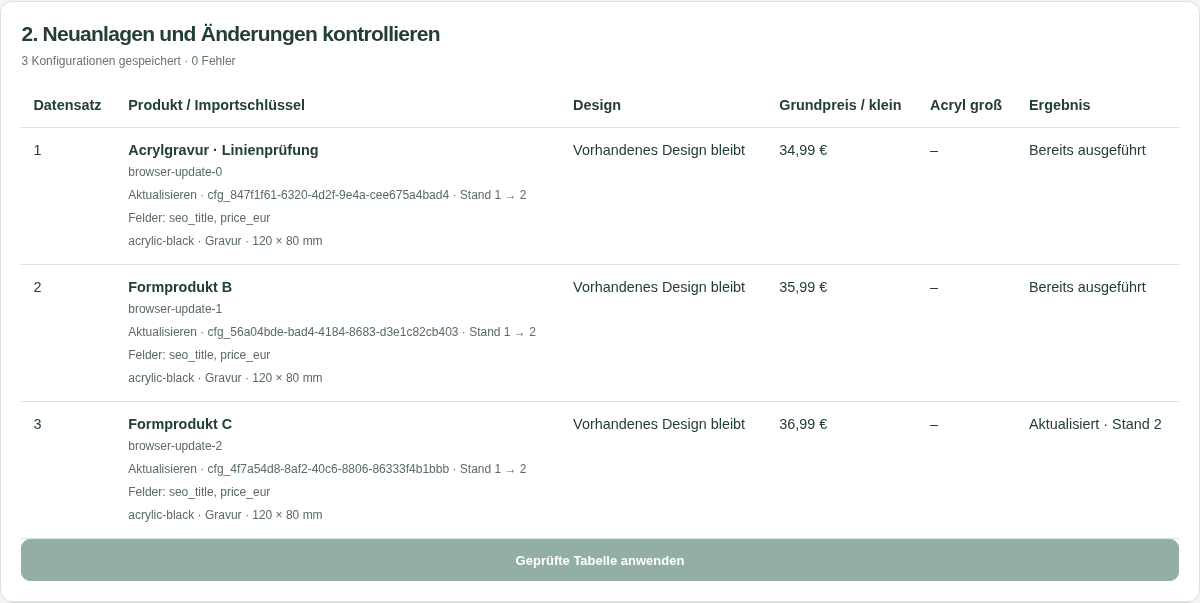 2. Neuanlagen und Änderungen kontrollieren
3 Konfigurationen gespeichert · 0 Fehler
Datensatz Produkt / Importschlüssel Design Grundpreis / klein Acryl groß Ergebnis
1 Acrylgravur · Linienprüfung Vorhandenes Design bleibt 34,99 € – Bereits ausgeführt
browser-update-0
Aktualisieren · cfg_847f1f61-6320-4d2f-9e4a-cee675a4bad4 · Stand 1 → 2
Felder: seo_title, price_eur
acrylic-black · Gravur · 120 × 80 mm
2 Formprodukt B Vorhandenes Design bleibt 35,99 € – Bereits ausgeführt
browser-update-1
Aktualisieren · cfg_56a04bde-bad4-4184-8683-d3e1c82cb403 · Stand 1 → 2
Felder: seo_title, price_eur
acrylic-black · Gravur · 120 × 80 mm
3 Formprodukt C Vorhandenes Design bleibt 36,99 € – Aktualisiert · Stand 2
browser-update-2
Aktualisieren · cfg_4f7a54d8-8af2-40c6-8806-86333f4b1bbb · Stand 1 → 2
Felder: seo_title, price_eur
acrylic-black · Gravur · 120 × 80 mm
Geprüfte Tabelle anwenden